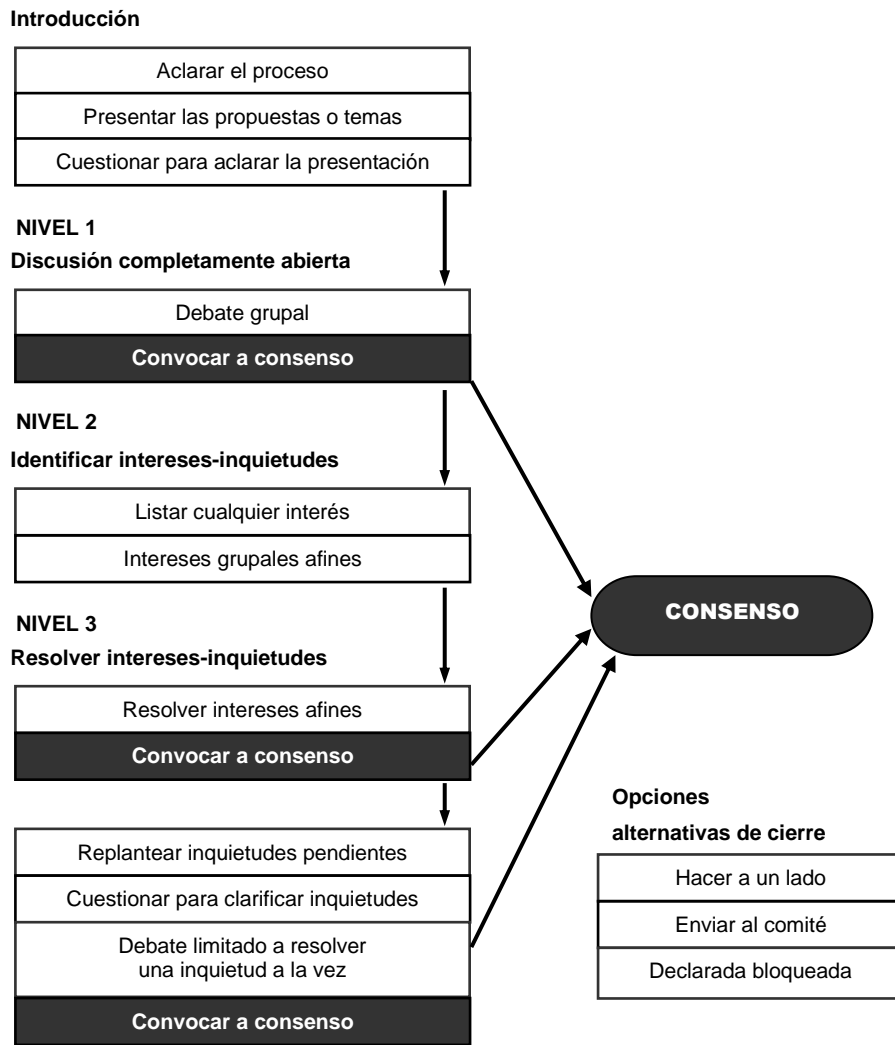 Introducción
Aclarar el proceso
Presentar las propuestas o temas
Cuestionar para aclarar la presentación
NIVEL 1
Discusión completamente abierta
Debate grupal
Convocar a consenso
NIVEL 2
Identificar intereses-inquietudes
Listar cualquier interés
Intereses grupales afines
CONSENSO
NIVEL 3
Resolver intereses-inquietudes
Resolver intereses afines
Convocar a consenso
Replantear inquietudes pendientes
Cuestionar para clarificar inquietudes
Debate limitado a resolver
una inquietud a la vez
Convocar a consenso
Opciones
alternativas de cierre
Hacer a un lado
Enviar al comité
Declarada bloqueada